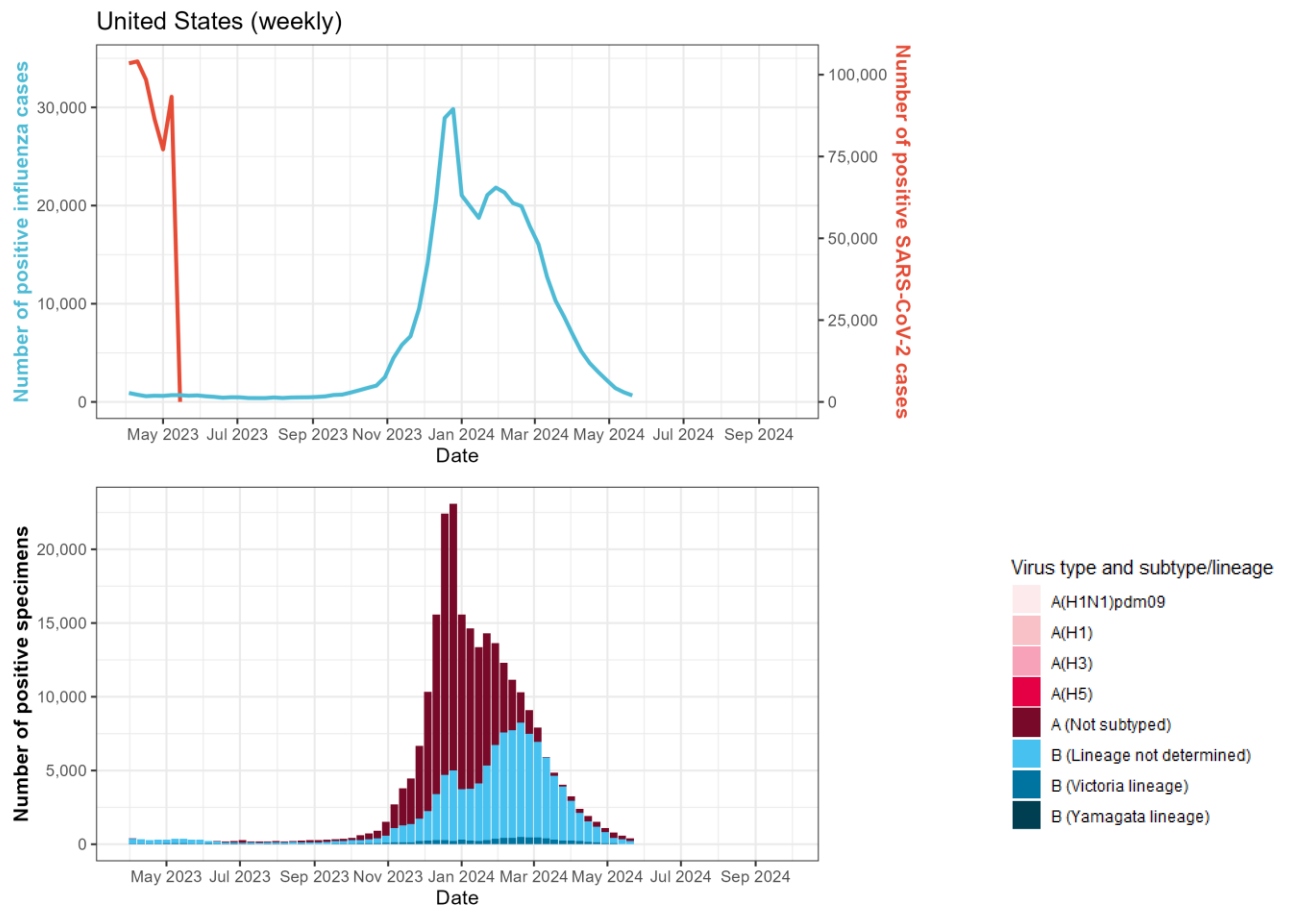 United States (weekly)
Number of positive influenza cases
30,000
20,000
10,000
0
100,000
75,000
50,000
25,000
0
Number of positive SARS-CoV-2 cases
May 2023 Jul 2023 Sep 2023 Nov 2023 Jan 2024 Mar 2024 May 2024 Jul 2024 Sep 2024
Date
Number of positive specimens
20,000
15,000
10,000
5,000
0
May 2023 Jul 2023 Sep 2023 Nov 2023 Jan 2024 Mar 2024 May 2024 Jul 2024 Sep 2024
Date
Virus type and subtype/lineage
A(H1N1)pdm09
A(H1)
A(H3)
A(H5)
A (Not subtyped)
B (Lineage not determined)
B (Victoria lineage)
B (Yamagata lineage)